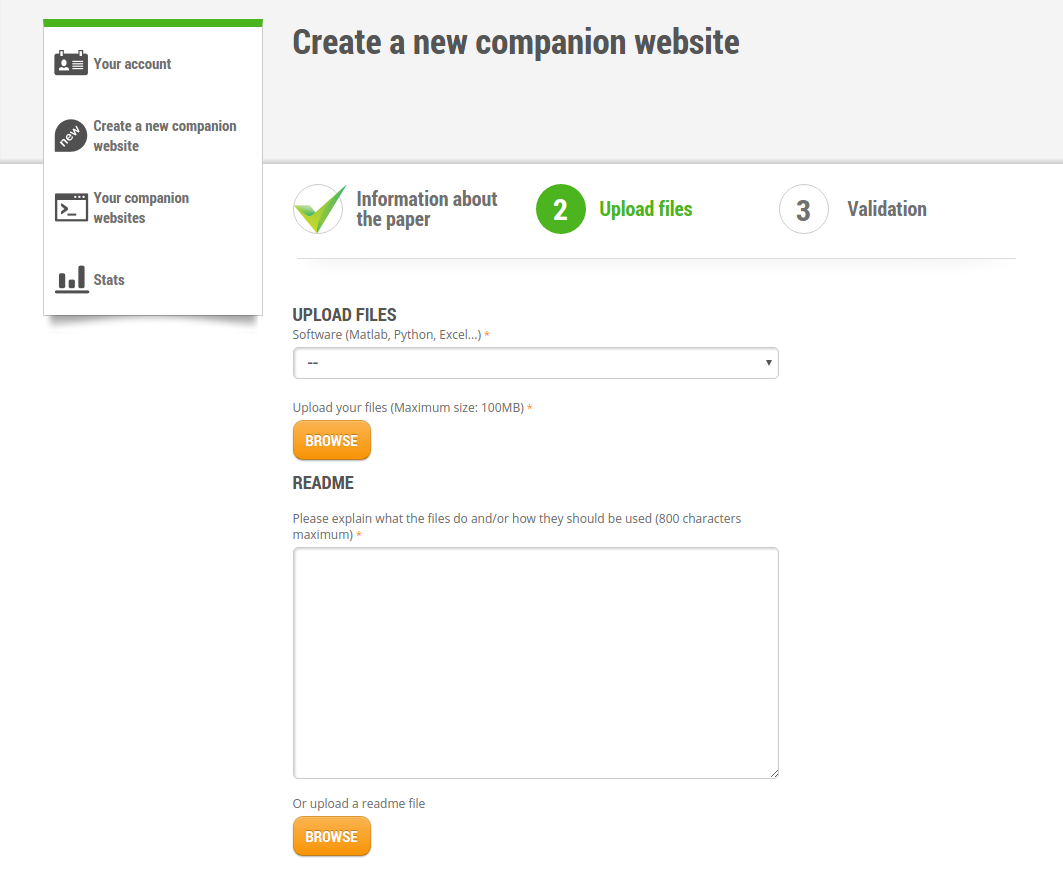 Create a new companion website
Your account
new
Create a new companion
website
Your companion
websites
Stats
Information about
the paper
2
Upload files
3
Validation
UPLOAD FILES
Software (Matlab, Python, Excel...) *
--
Upload your files (Maximum size: 100MB) *
BROWSE
README
Please explain what the files do and/or how they should be used (800 characters
maximum) *
Or upload a readme file
BROWSE